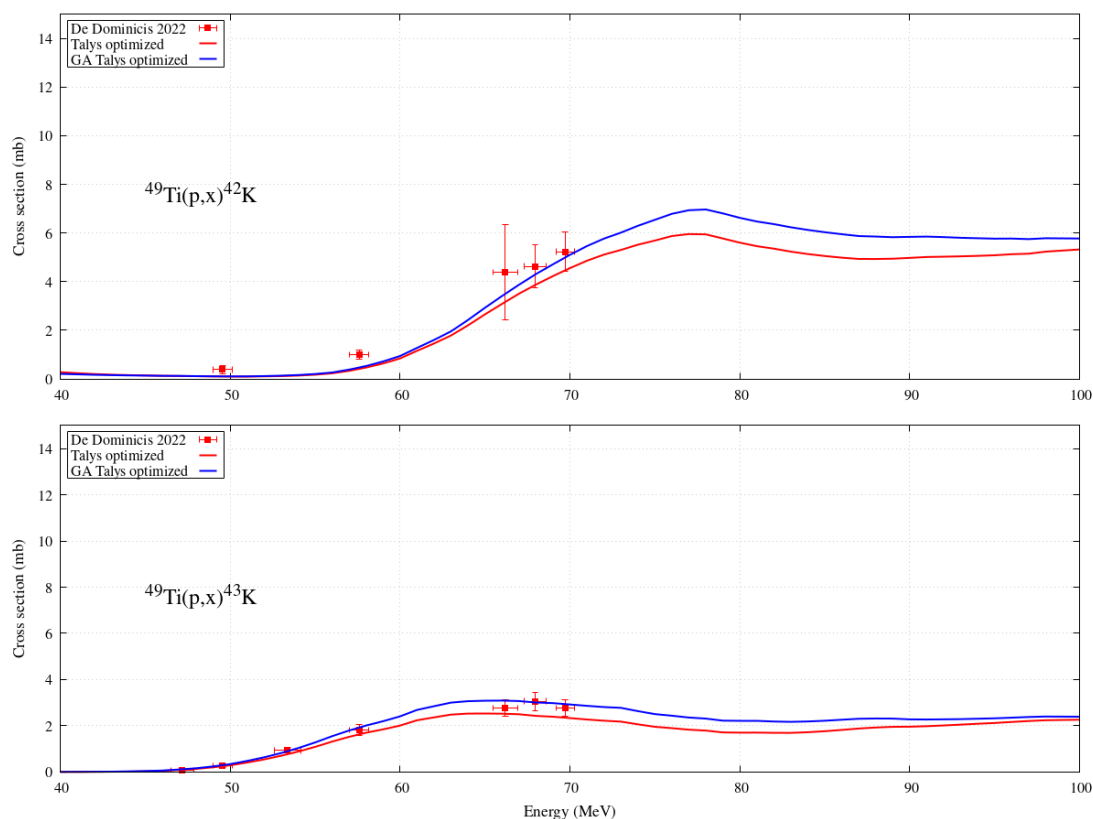 14
12
10
8
6
4
2
0
Cross section (mb)
De Dominicis 2022
Talys optimized
GA Talys optimized
⁴⁹Ti(p,x)⁴²K
40 50 60 70 80 90 100
14
12
10
8
6
4
2
0
Cross section (mb)
De Dominicis 2022
Talys optimized
GA Talys optimized
⁴⁹Ti(p,x)⁴³K
40 50 60 70 80 90 100
Energy (MeV)